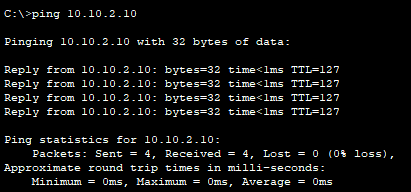 C:\>ping 10.10.2.10
Pinging 10.10.2.10 with 32 bytes of data:
Reply from 10.10.2.10: bytes=32 time<1ms TTL=127
Reply from 10.10.2.10: bytes=32 time<1ms TTL=127
Reply from 10.10.2.10: bytes=32 time<1ms TTL=127
Reply from 10.10.2.10: bytes=32 time<1ms TTL=127
Ping statistics for 10.10.2.10:
    Packets: Sent = 4, Received = 4, Lost = 0 (0% loss),
Approximate round trip times in milli-seconds:
    Minimum = 0ms, Maximum = 0ms, Average = 0ms